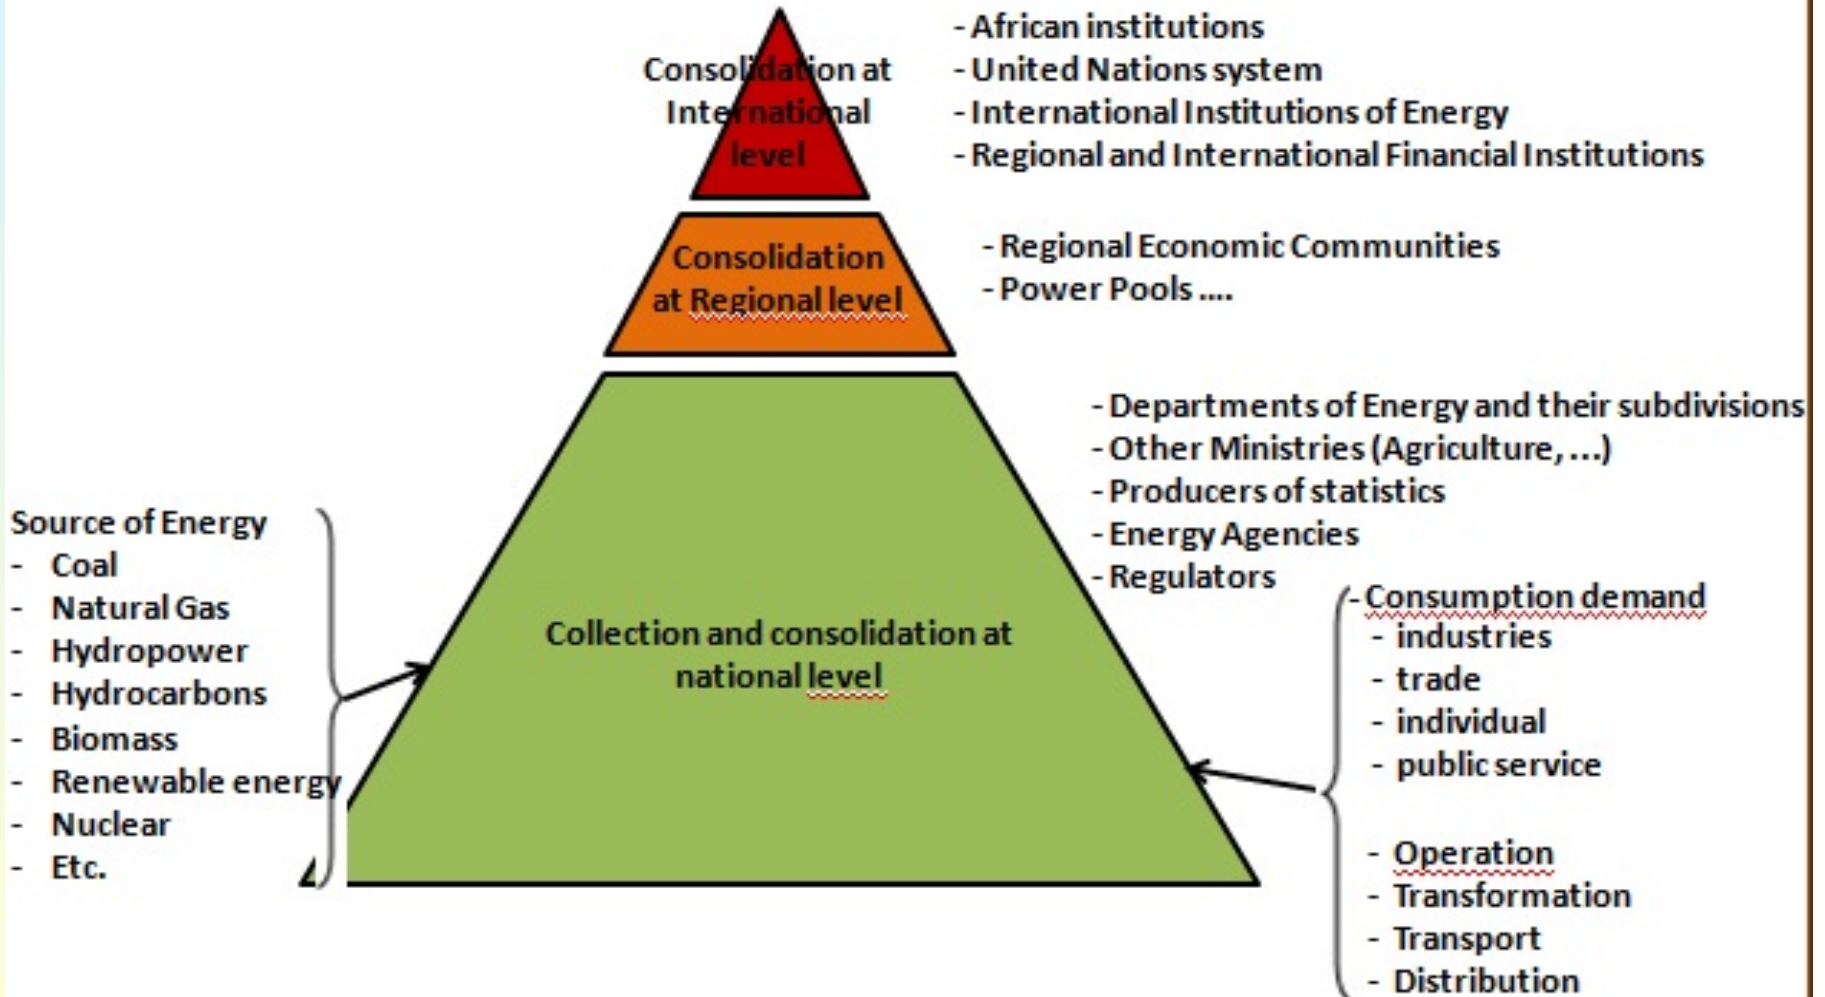 Consolidation at
International
level
- African institutions
- United Nations system
- International Institutions of Energy
- Regional and International Financial Institutions
Consolidation
at Regional level
- Regional Economic Communities
- Power Pools ....
- Departments of Energy and their subdivisions
- Other Ministries (Agriculture, ...)
- Producers of statistics
- Energy Agencies
- Regulators
Source of Energy
- Coal
- Natural Gas
- Hydropower
- Hydrocarbons
- Biomass
- Renewable energy
- Nuclear
- Etc.
Collection and consolidation at
national level
- Consumption demand
- industries
- trade
- individual
- public service
- Operation
- Transformation
- Transport
- Distribution